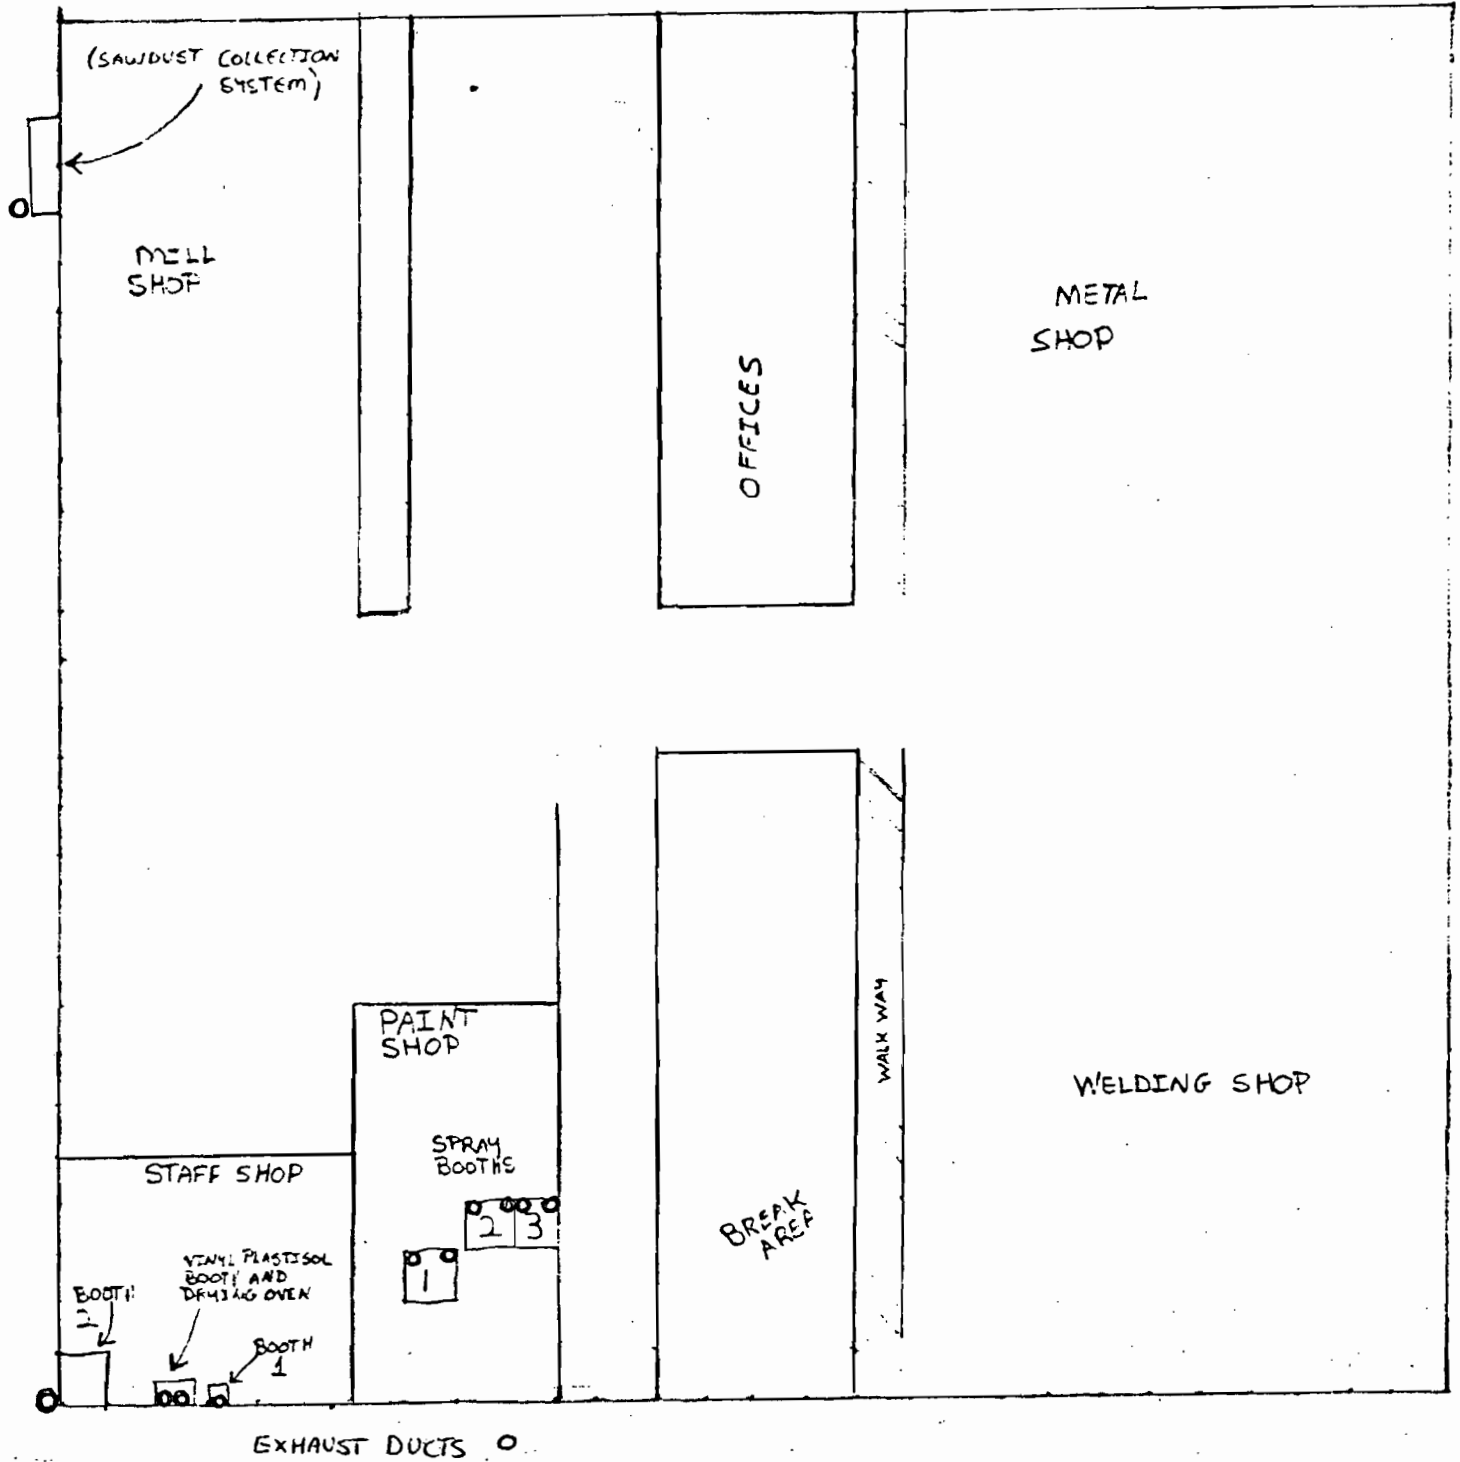 (SAWDUST COLLECTION
SYSTEM)
MILL
SHOP
OFFICES
METAL
SHOP
PAINT
SHOP
WALK WAY
WELDING SHOP
SPRAY
BOOTHS
2 3
1
STAFF SHOP
BREAK
AREA
VINYL PLASTISOL
BOOTH AND
DRYING OVEN
BOOTH
2
BOOTH
1
EXHAUST DUCTS O